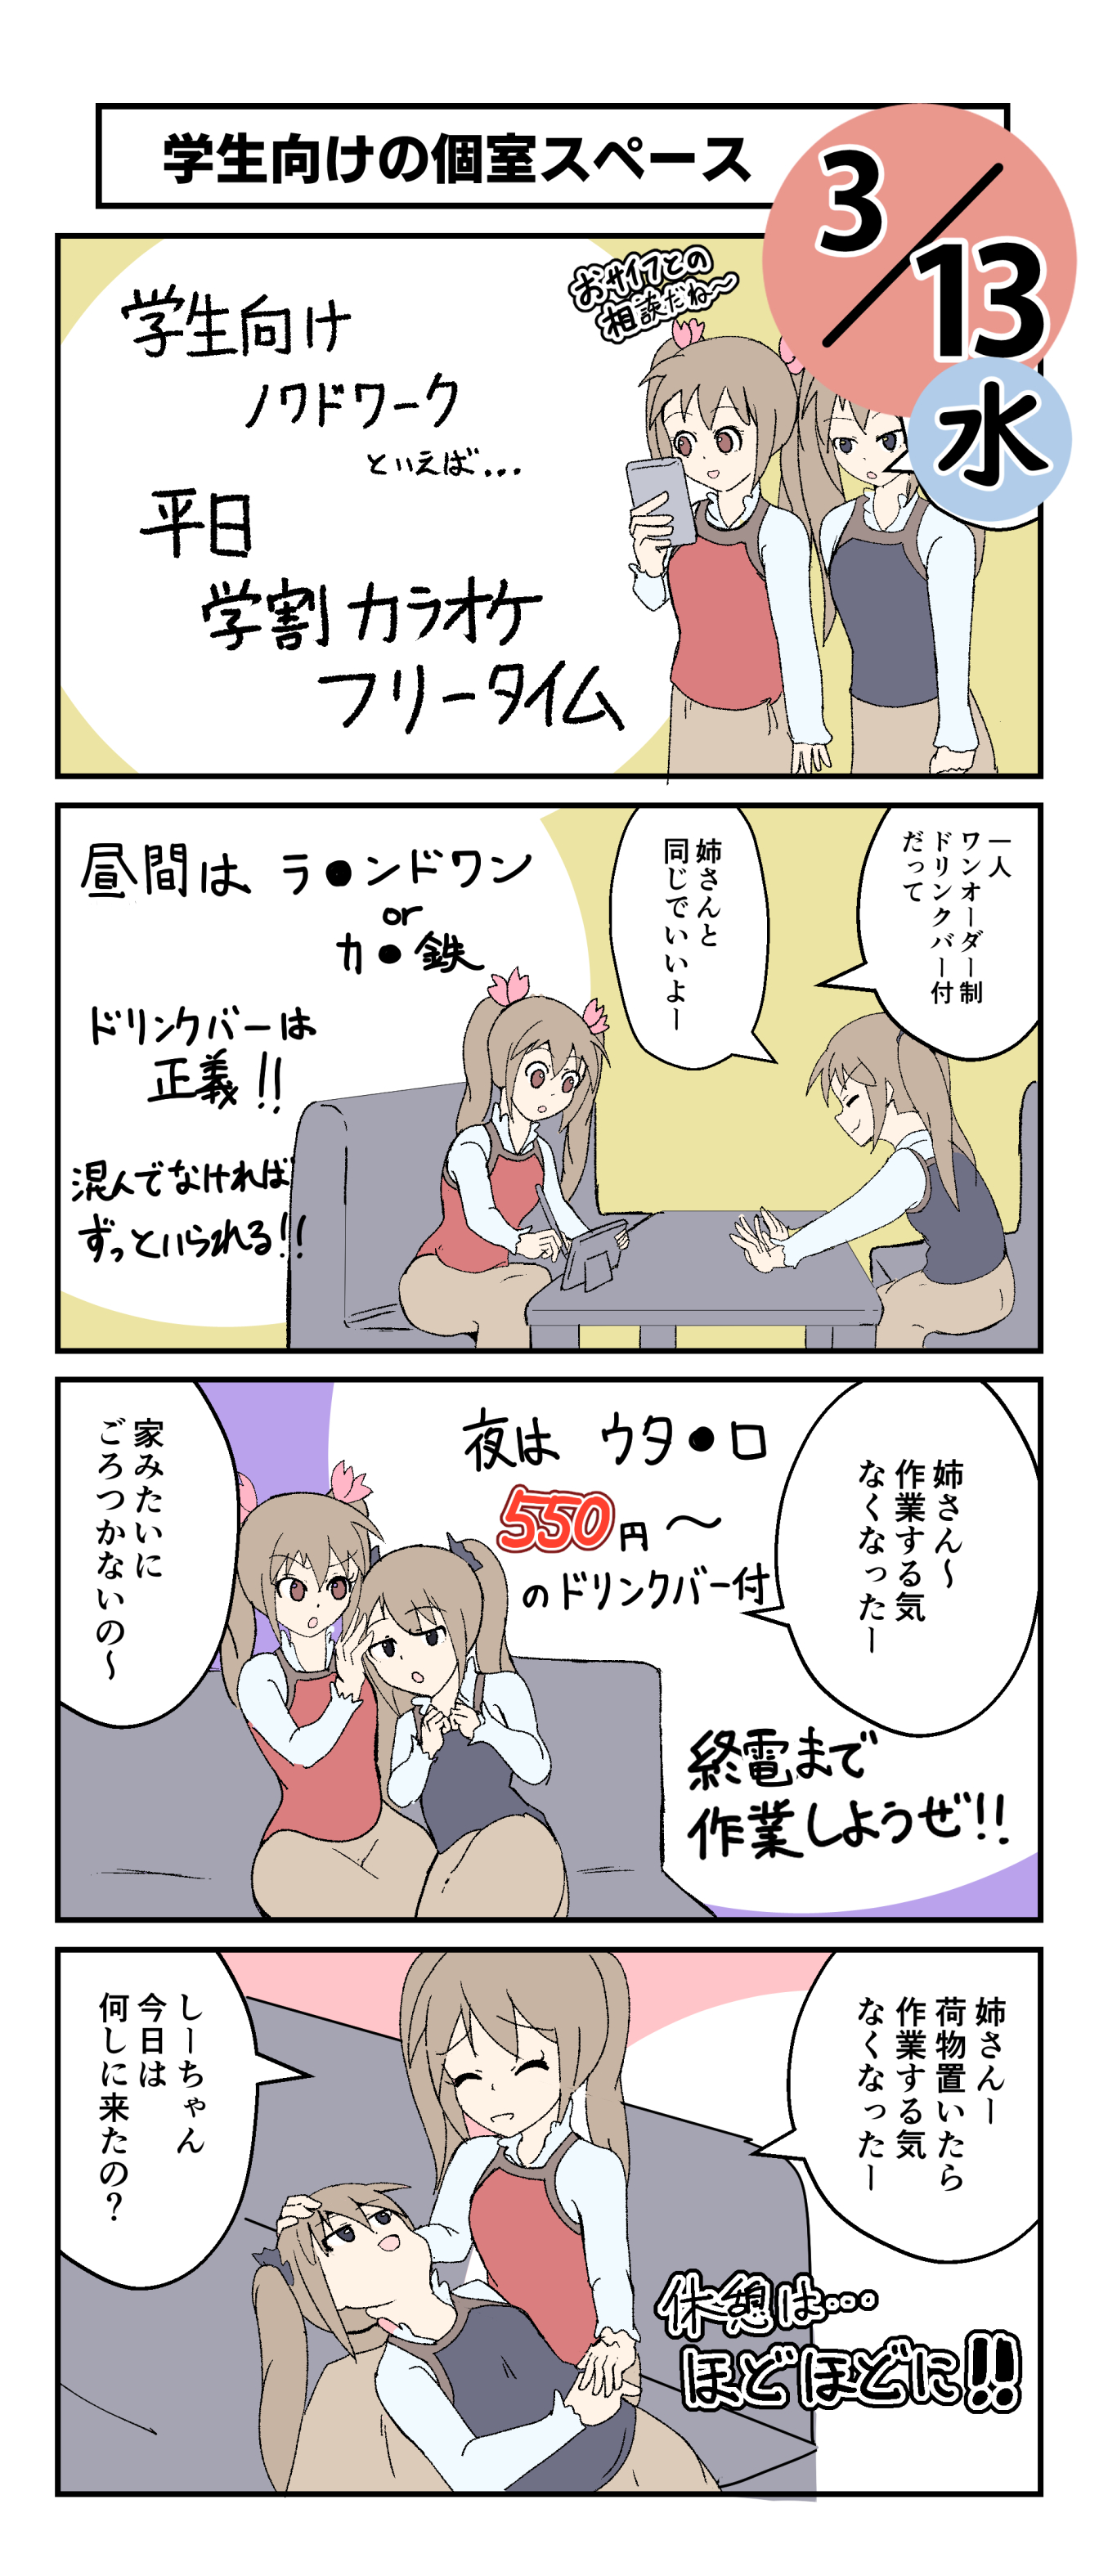 学生向けの個室スペース
3/13
水
おサイフとの
相談だね〜
学生向け
ノワドワーク
といえば...
平日
学割カラオケ
フリータイム
一人
ワンオーダー制
ドリンクバー付
だって
姉さんと
同じでいいよー
昼間は ラ●ンドワン
or
カ●鉄
ドリンクバーは
正義!!
混んでなければ
ずっといられる!!
姉さん〜
作業する気
なくなったー
夜は ウタ●ロ
550円〜
のドリンクバー付
家みたいに
ごろつかないの〜
終電まで
作業しようぜ!!
姉さんー
荷物置いたら
作業する気
なくなったー
しーちゃん
今日は
何しに来たの？
休憩は…
ほどほどに!!